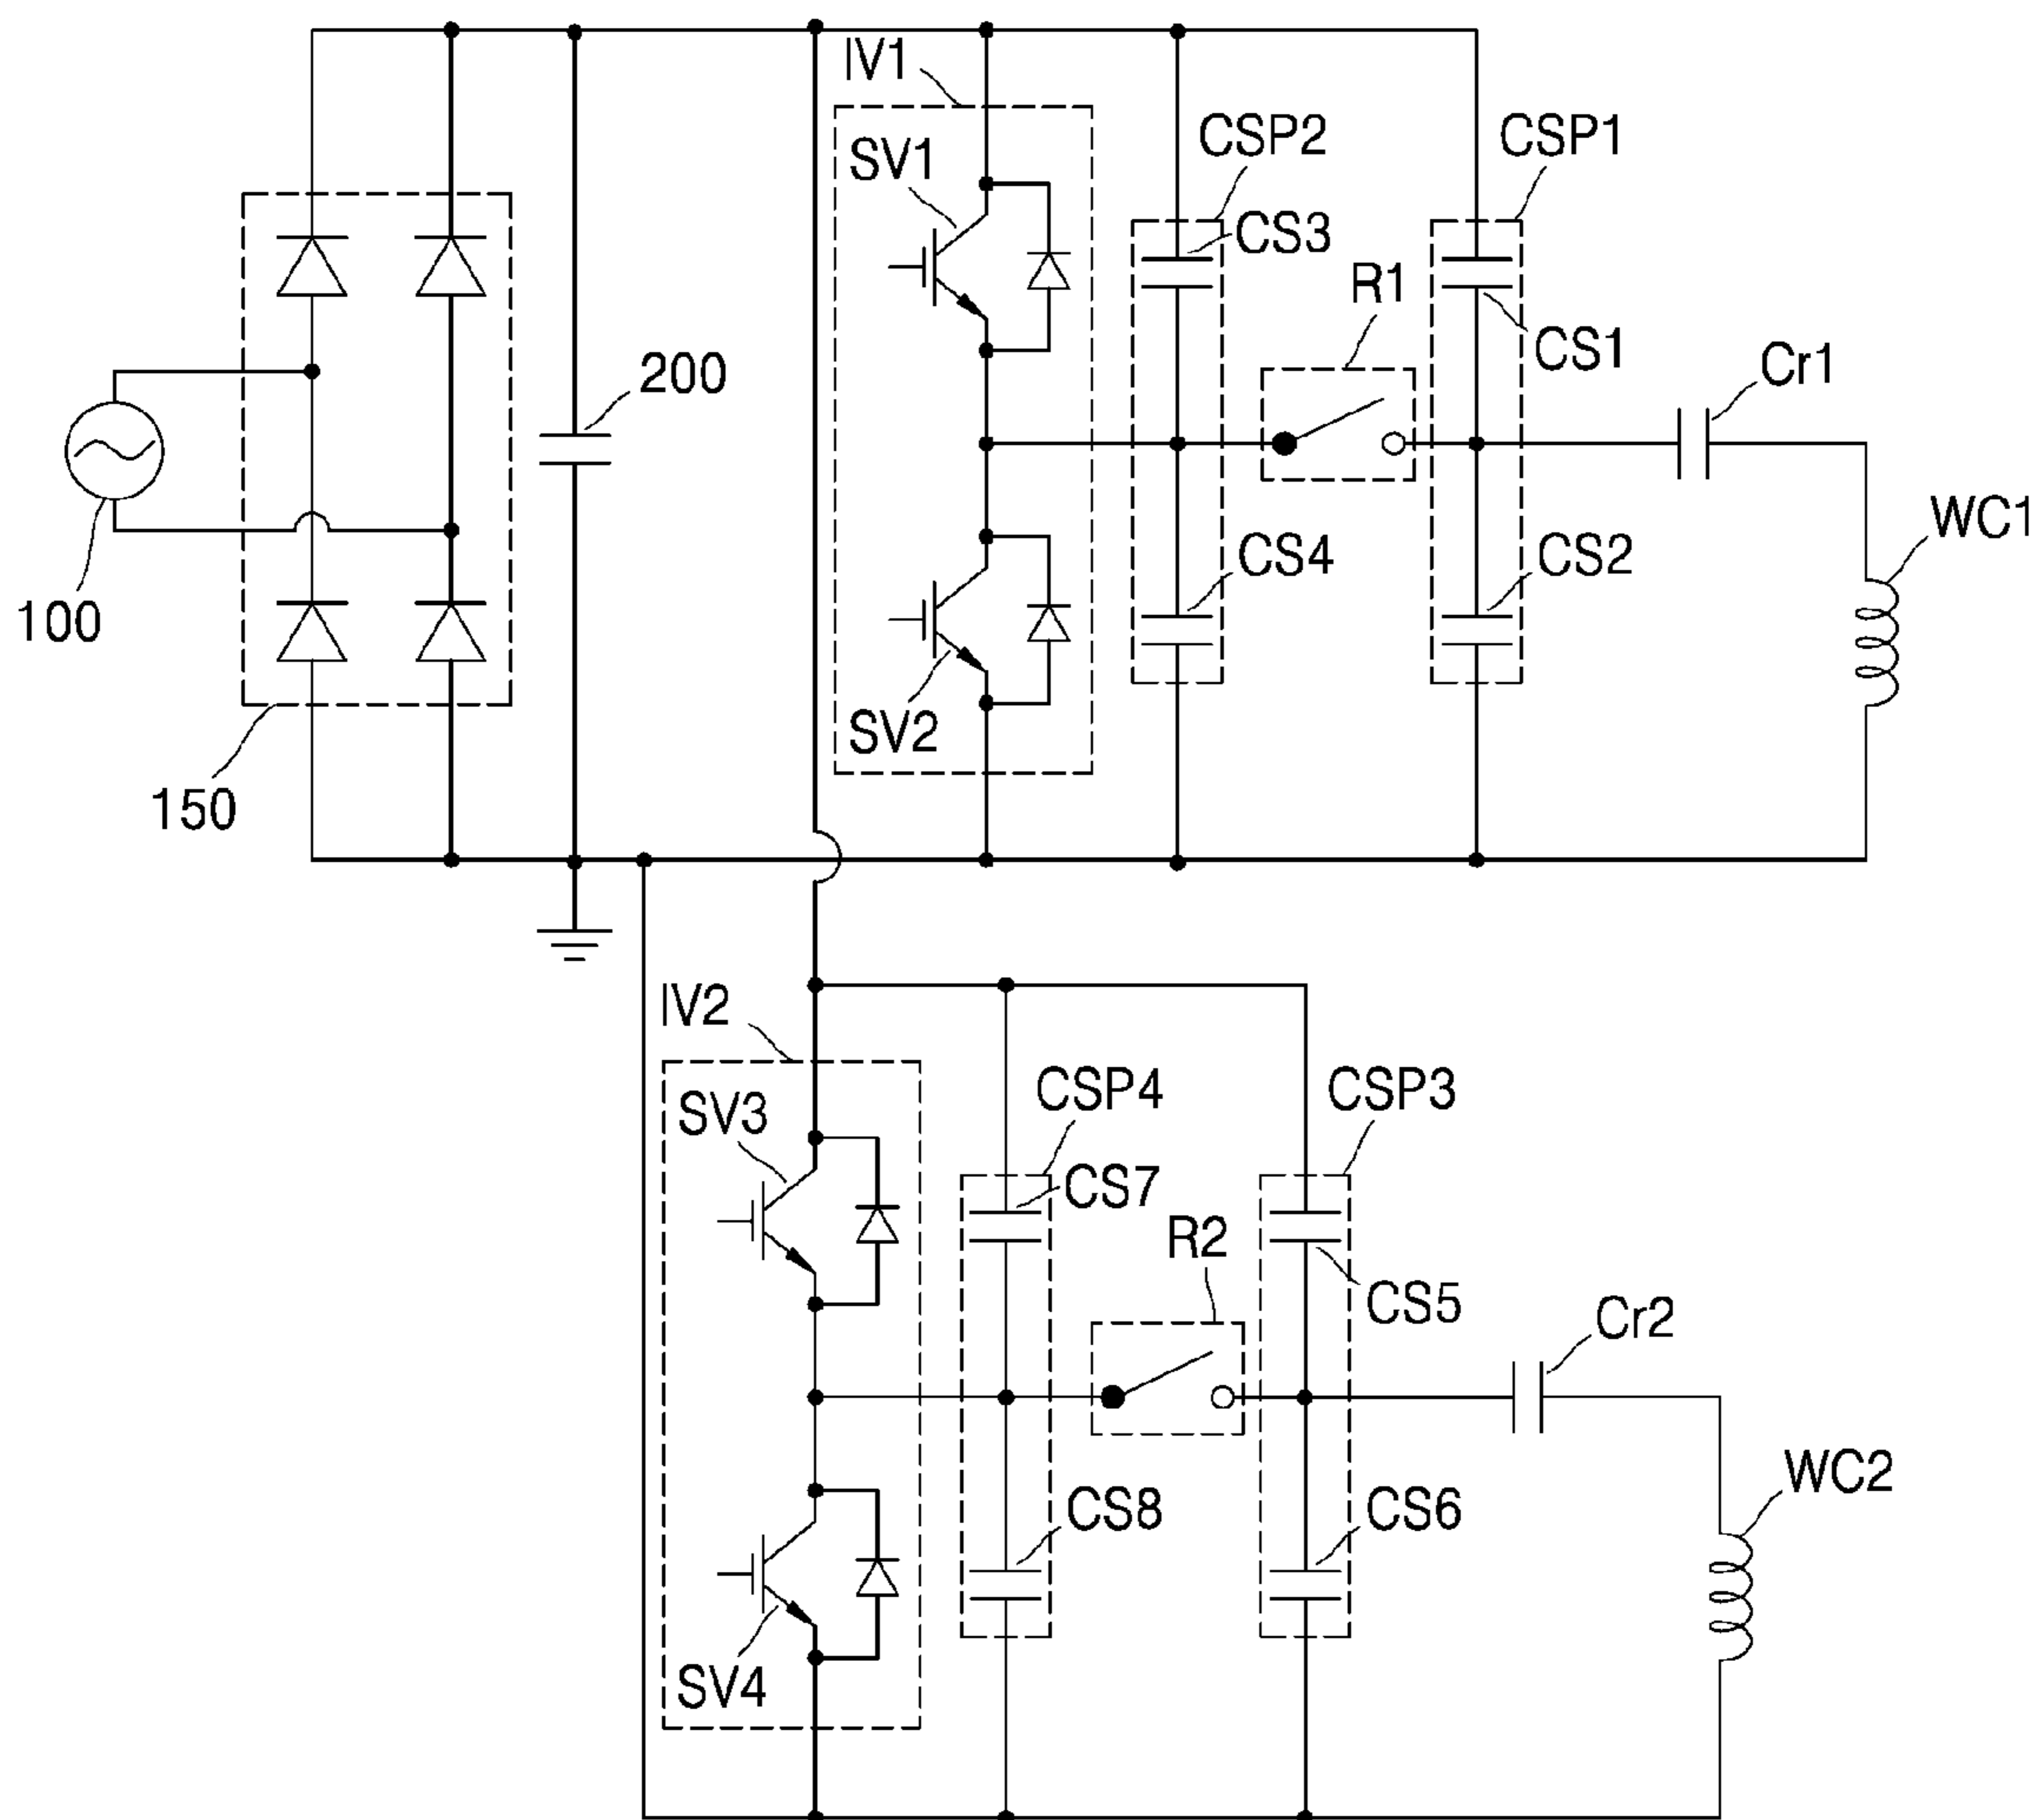 IV1
CSP2
CSP1
SV1
CS3
R1
CS1
Cr1
200
WC1
CS4
CS2
100
SV2
150
IV2
CSP4
CSP3
SV3
CS7
R2
CS5
Cr2
WC2
CS8
CS6
SV4